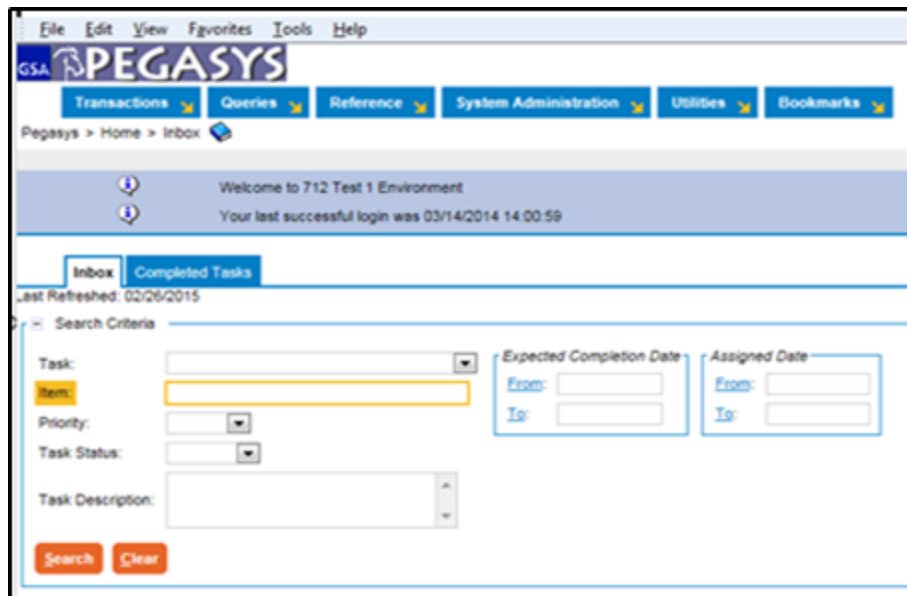 File Edit View Favorites Tools Help
GSA PEGASYS
Transactions Queries Reference System Administration Utilities Bookmarks
Pegasys > Home > Inbox
Welcome to 712 Test 1 Environment
Your last successful login was 03/14/2014 14:00:59
Inbox Completed Tasks
Last Refreshed: 02/26/2015
Search Criteria
Task: Expected Completion Date Assigned Date
Item: From: From:
Priority: To: To:
Task Status:
Task Description:
Search Clear